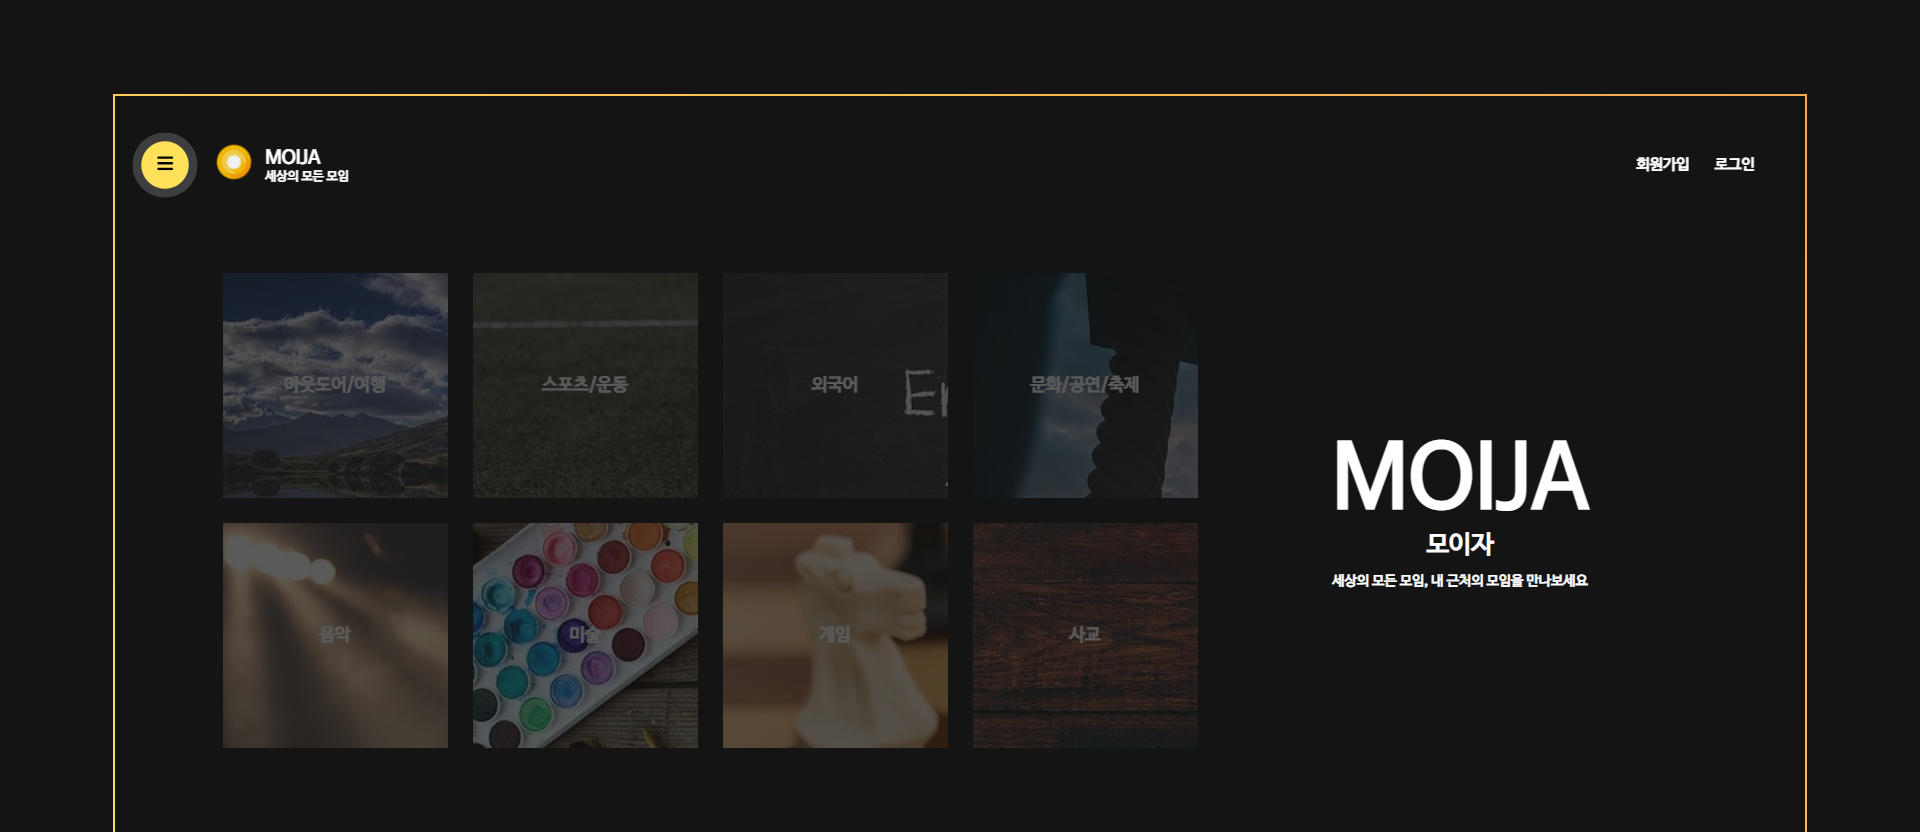 MOIJA
세상의 모든 모임
회원가입
로그인
아웃도어/여행
스포츠/운동
외국어
문화/공연/축제
음악
미술
게임
사교
MOIJA
모이자
세상의 모든 모임, 내 근처의 모임을 만나보세요